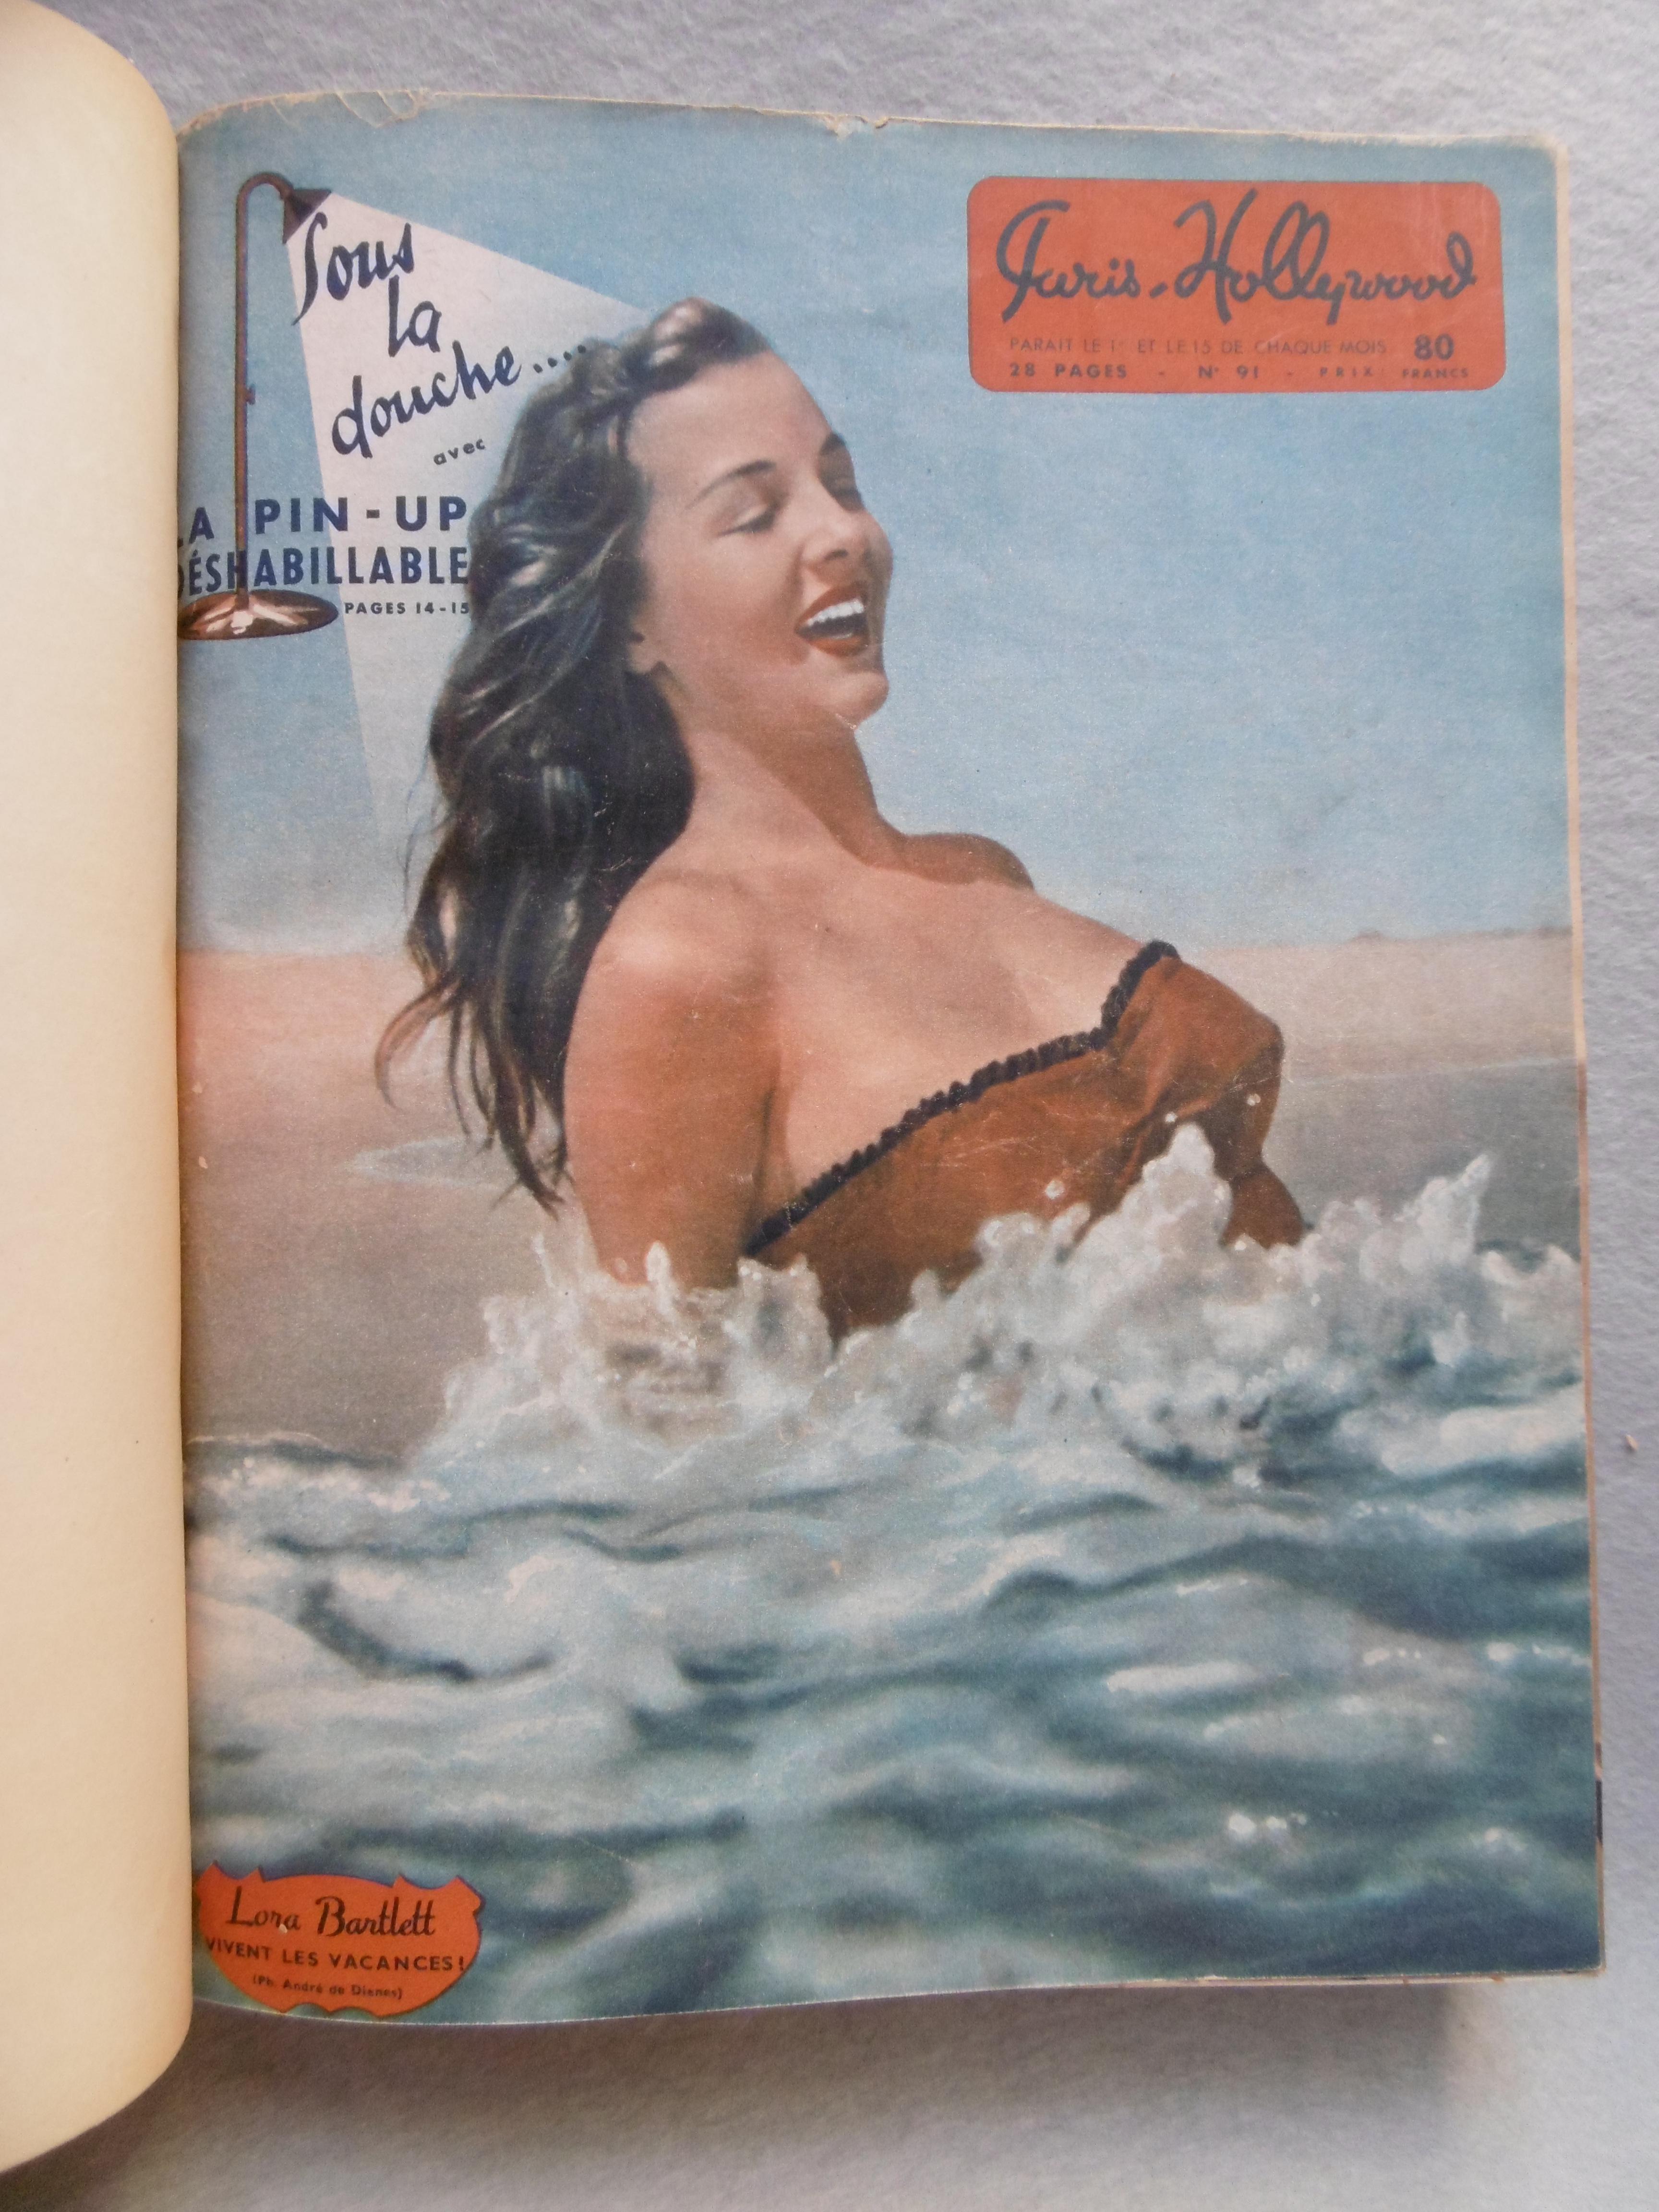 Sous
la
douche....
avec
LA PIN-UP
DÉSHABILLABLE
PAGES 14-15
Paris-Hollywood
PARAIT LE 1er ET LE 15 DE CHAQUE MOIS 80
28 PAGES - N° 91 - PRIX: FRANCS
Lora Bartlett
VIVENT LES VACANCES!
(Ph. André de Dienes)